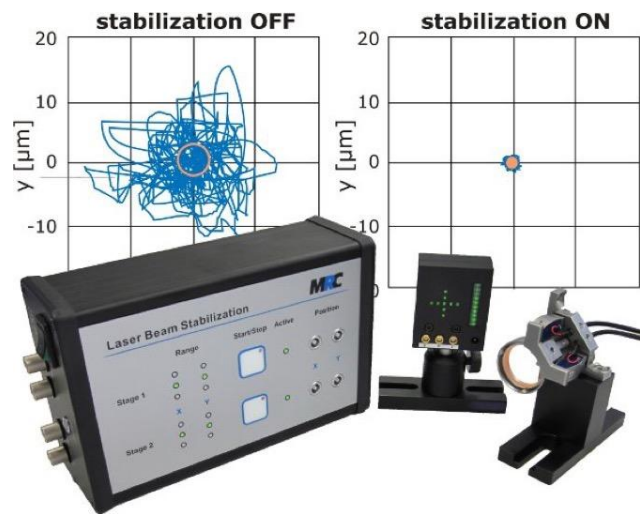 stabilization OFF
stabilization ON
20
10
0
-10
y [µm]
20
10
0
-10
y [µm]
0
MRC
Laser Beam Stabilization
Start/Stop
Active
Position
Range
X
Y
Stage 1
X
Y
Stage 2